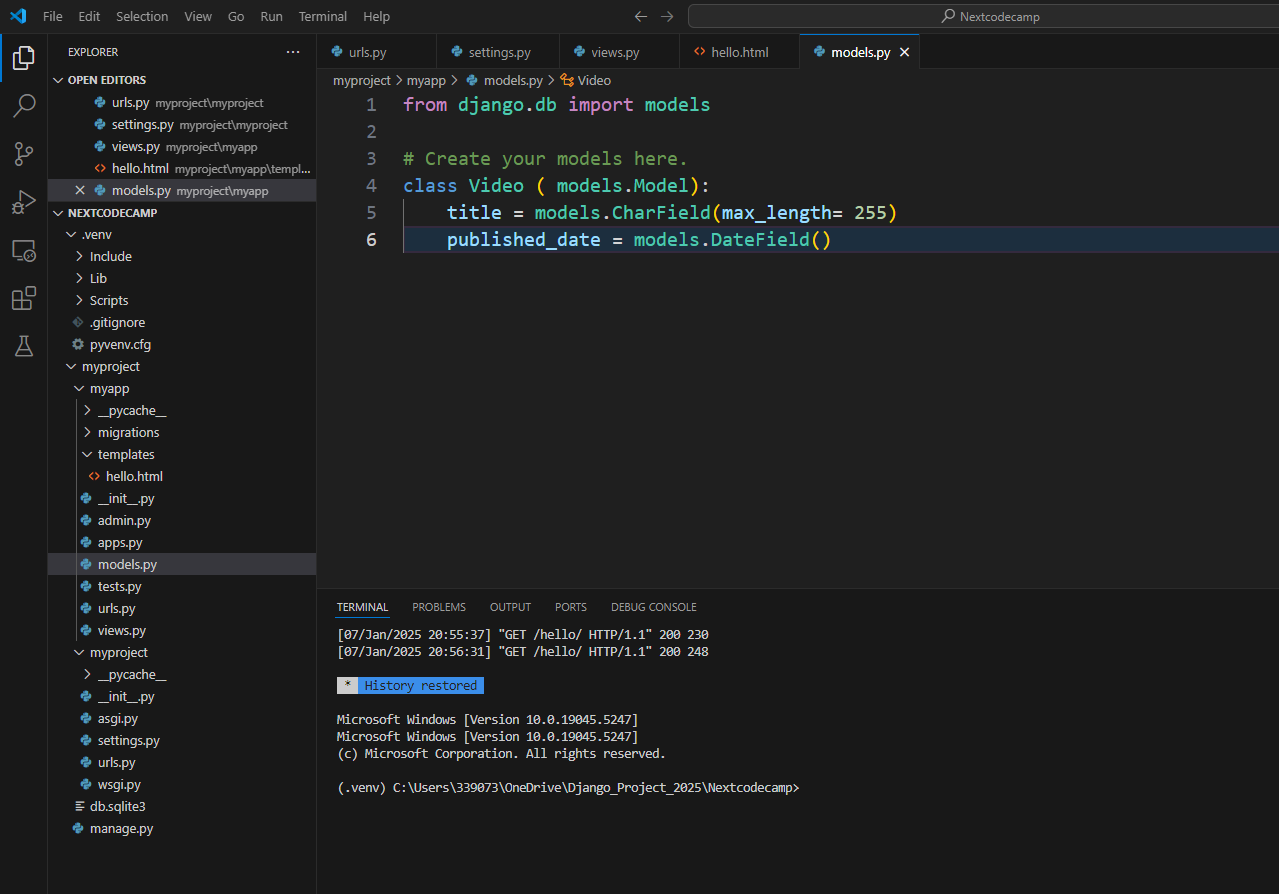 File Edit Selection View Go Run Terminal Help
Nextcodecamp
EXPLORER
OPEN EDITORS
urls.py myproject\myproject
settings.py myproject\myproject
views.py myproject\myapp
hello.html myproject\myapp\templ...
models.py myproject\myapp
NEXTCODECAMP
.venv
Include
Lib
Scripts
.gitignore
pyvenv.cfg
myproject
myapp
__pycache__
migrations
templates
hello.html
__init__.py
admin.py
apps.py
models.py
tests.py
urls.py
views.py
myproject
__pycache__
__init__.py
asgi.py
settings.py
urls.py
wsgi.py
db.sqlite3
manage.py
urls.py settings.py views.py hello.html models.py
myproject > myapp > models.py > Video
1 from django.db import models
2
3 # Create your models here.
4 class Video ( models.Model):
5 title = models.CharField(max_length= 255)
6 published_date = models.DateField()
TERMINAL PROBLEMS OUTPUT PORTS DEBUG CONSOLE
[07/Jan/2025 20:55:37] "GET /hello/ HTTP/1.1" 200 230
[07/Jan/2025 20:56:31] "GET /hello/ HTTP/1.1" 200 248
* History restored
Microsoft Windows [Version 10.0.19045.5247]
Microsoft Windows [Version 10.0.19045.5247]
(c) Microsoft Corporation. All rights reserved.
(.venv) C:\Users\339073\OneDrive\Django_Project_2025\Nextcodecamp>